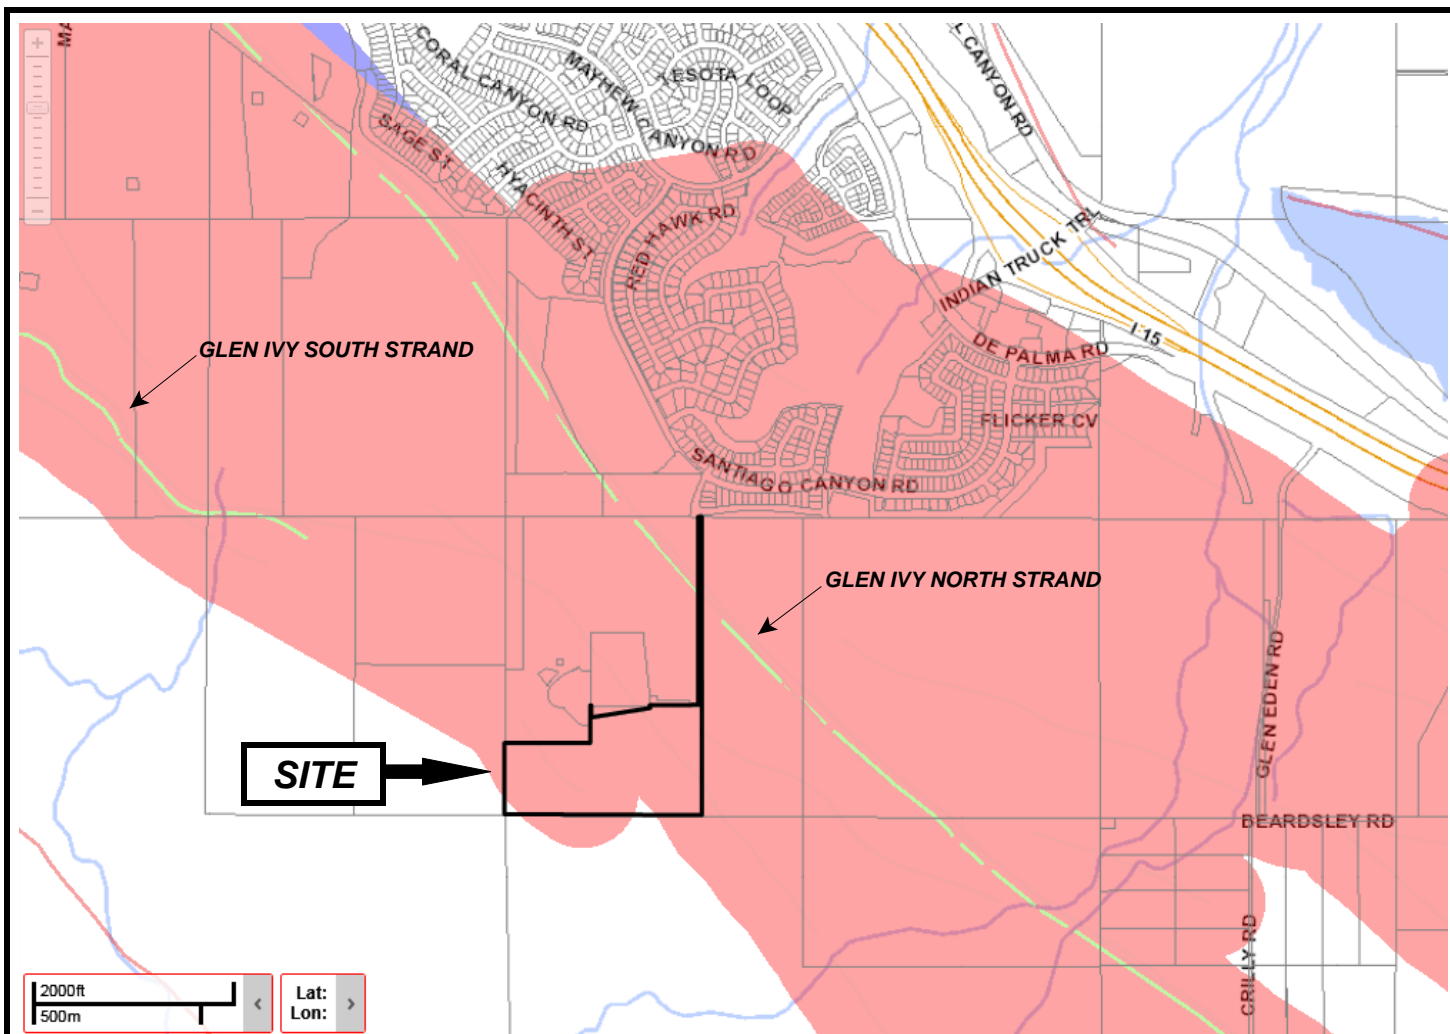 MA
CORAL CANYON RD
MAYHEW CANYON RD
KESOTA LOOP
L CANYON RD
SAGE ST
HYACINTH ST
RED HAWK RD
INDIAN TRUCK TRL
I 15
DE PALMA RD
GLEN IVY SOUTH STRAND
FLICKER CV
SANTIAGO CANYON RD
GLEN IVY NORTH STRAND
GLEN EDEN RD
SITE
BEARDSLEY RD
CRILLY RD
2000ft
500m
Lat:
Lon: